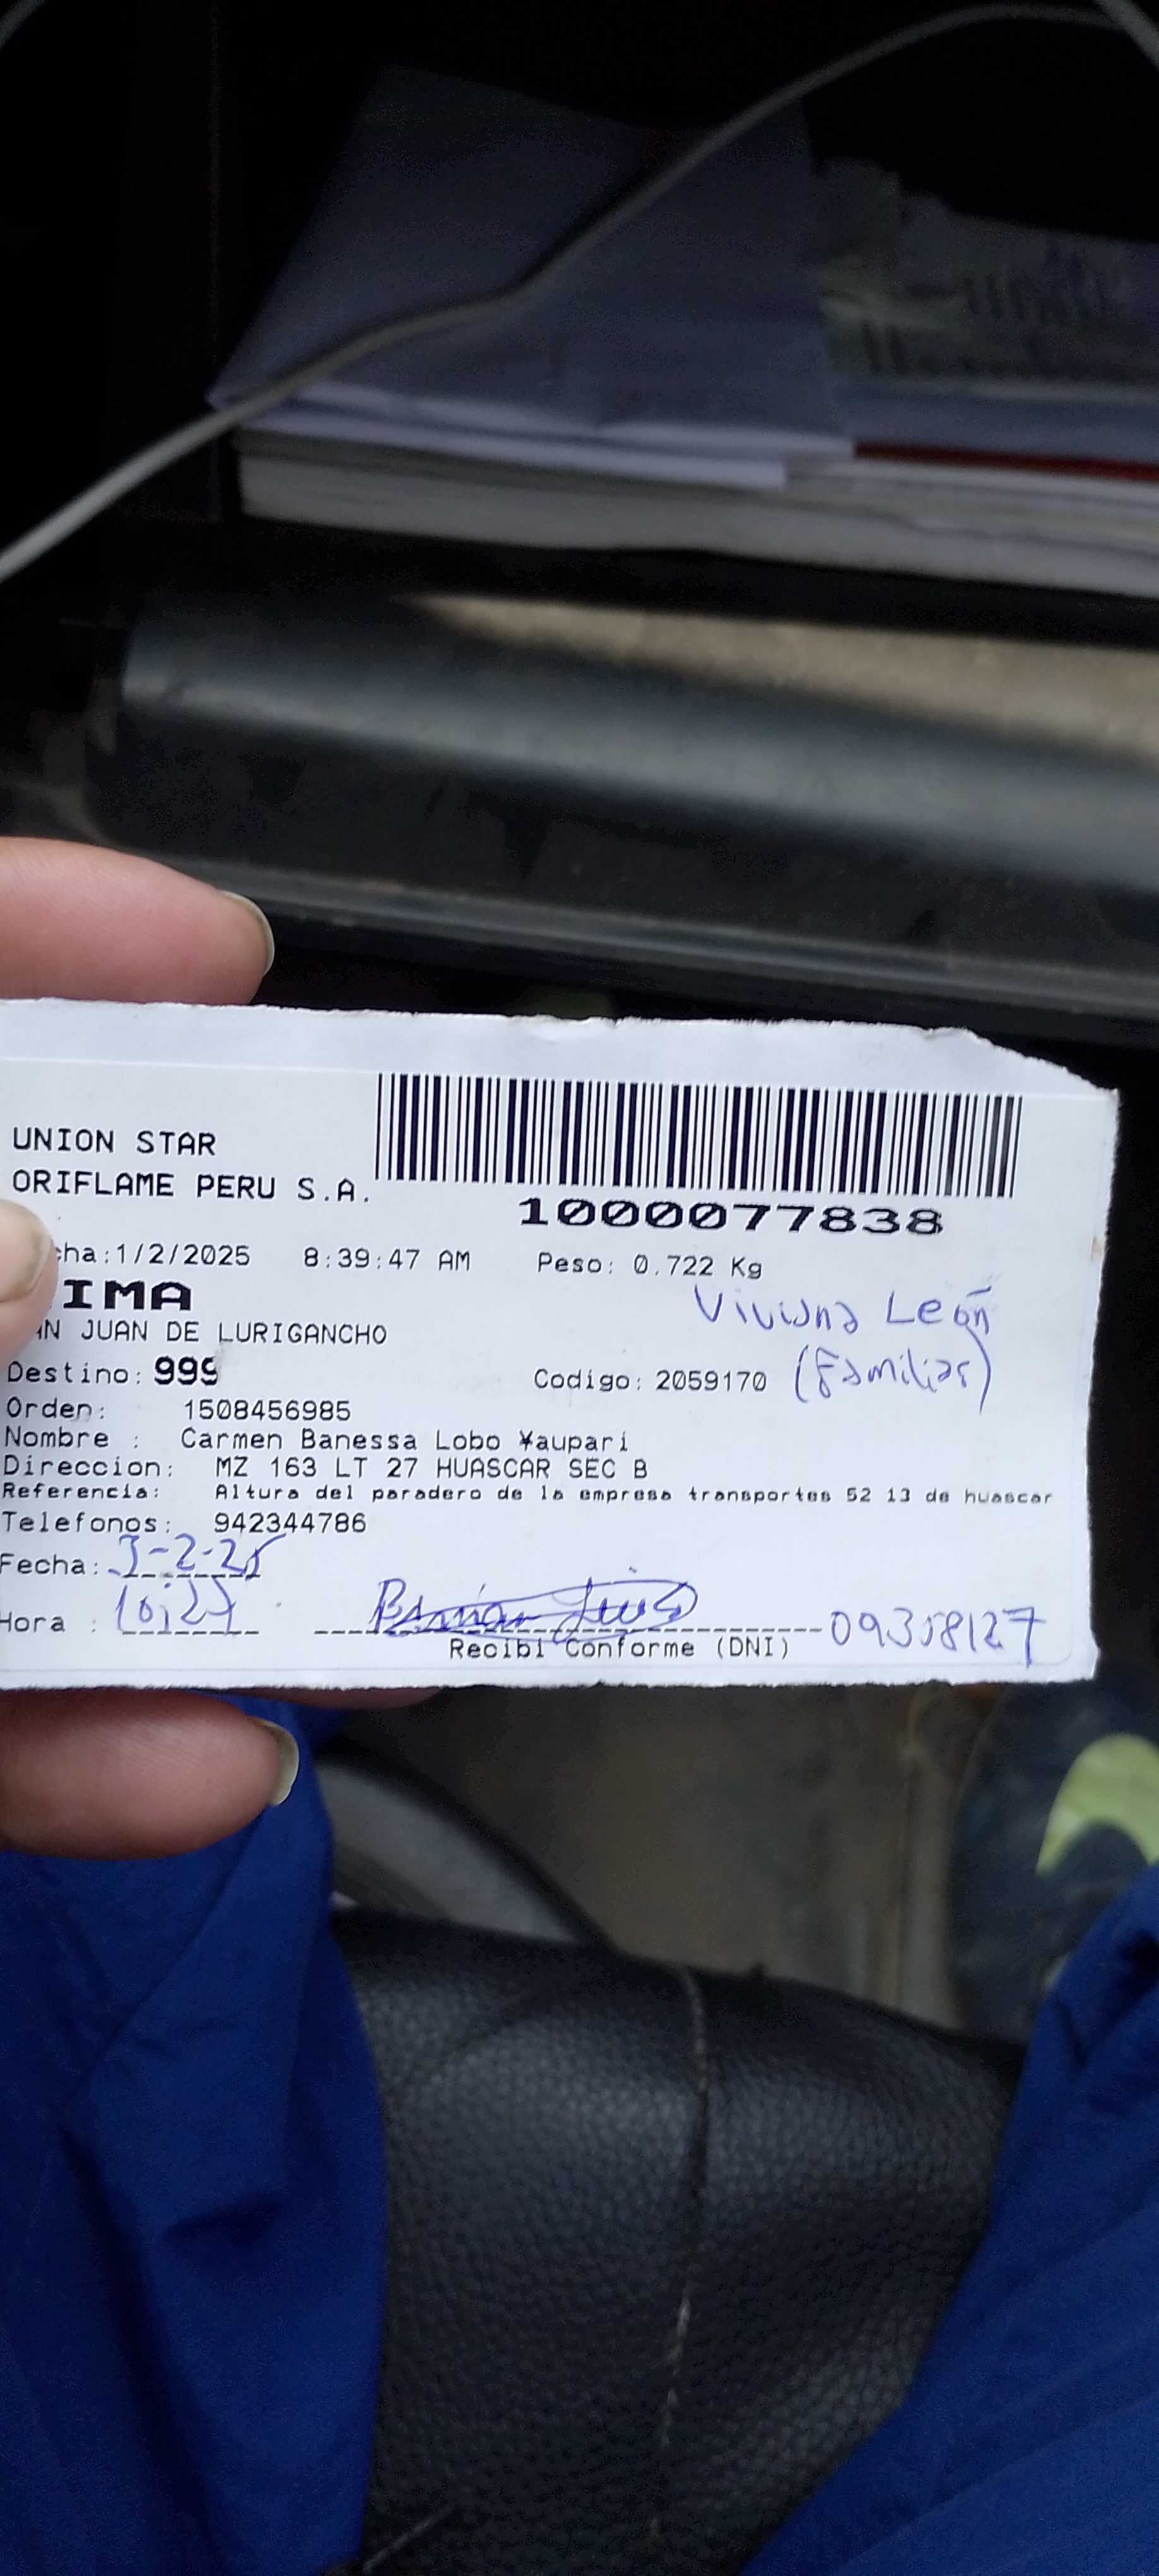 UNION STAR
ORIFLAME PERU S.A.
1000077838
cha:1/2/2025 8:39:47 AM Peso: 0.722 Kg
IMA
AN JUAN DE LURIGANCHO
Viviana León
Destino: 999 Codigo: 2059170 (Familiar)
Orden: 1508456985
Nombre : Carmen Banessa Lobo ¥aupari
Direccion: MZ 163 LT 27 HUASCAR SEC B
Referencia: Altura del paradero de la empresa transportes 52 13 de huascar
Telefonos: 942344786
Fecha: 3-2-25
Hora :
Recibi Conforme (DNI) 09358127